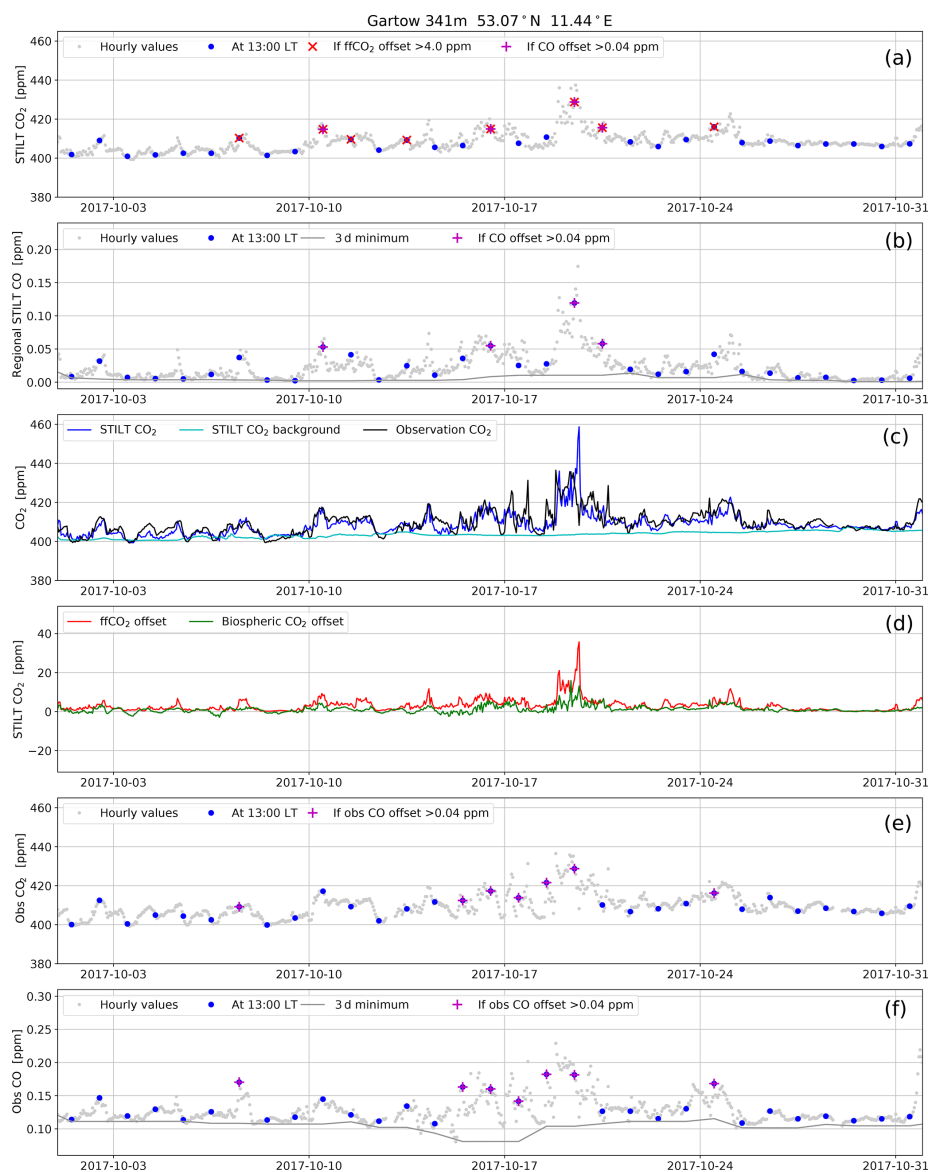 Gartow 341m 53.07°N 11.44°E
STILT CO₂ [ppm]
460
440
420
400
380
Hourly values
At 13:00 LT
If ffCO₂ offset >4.0 ppm
If CO offset >0.04 ppm
(a)
2017-10-03 2017-10-10 2017-10-17 2017-10-24 2017-10-31
Regional STILT CO [ppm]
0.20
0.15
0.10
0.05
0.00
Hourly values
At 13:00 LT
3 d minimum
If CO offset >0.04 ppm
(b)
2017-10-03 2017-10-10 2017-10-17 2017-10-24 2017-10-31
CO₂ [ppm]
460
440
420
400
380
STILT CO₂
STILT CO₂ background
Observation CO₂
(c)
2017-10-03 2017-10-10 2017-10-17 2017-10-24 2017-10-31
STILT CO₂ [ppm]
40
20
0
−20
ffCO₂ offset
Biospheric CO₂ offset
(d)
2017-10-03 2017-10-10 2017-10-17 2017-10-24 2017-10-31
Obs CO₂ [ppm]
460
440
420
400
380
Hourly values
At 13:00 LT
If obs CO offset >0.04 ppm
(e)
2017-10-03 2017-10-10 2017-10-17 2017-10-24 2017-10-31
Obs CO [ppm]
0.30
0.25
0.20
0.15
0.10
Hourly values
At 13:00 LT
3 d minimum
If obs CO offset >0.04 ppm
(f)
2017-10-03 2017-10-10 2017-10-17 2017-10-24 2017-10-31